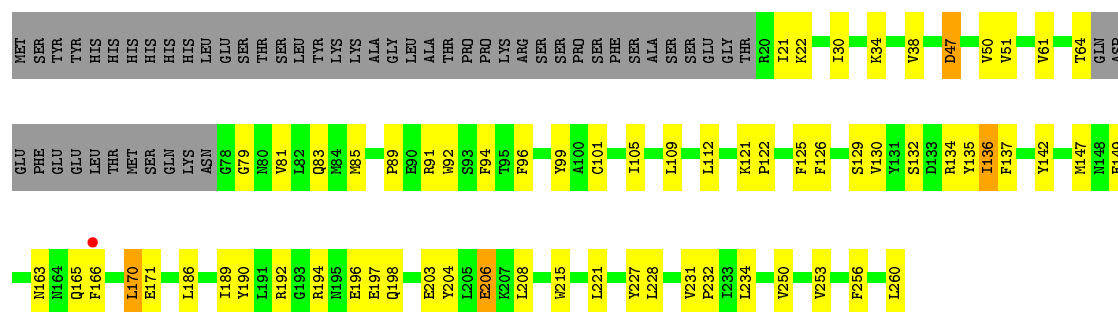 MET SER TYR TYR HIS HIS HIS HIS HIS HIS LEU GLU SER THR SER LEU TYR LYS LYS ALA GLY LEU ALA THR PRO PRO LYS ARG SER SER PRO SER PHE SER ALA SER SER GLU GLY THR R20 I21 K22 I30 K34 V38 D47 V50 V51 V61 T64 GLN ASP
GLU PHE GLU GLU LEU THR MET SER GLN LYS ASN G78 G79 N80 V81 L82 Q83 M84 M85 P89 E90 R91 W92 S93 F94 T95 F96 Y99 A100 C101 I105 L109 L112 K121 P122 F125 F126 S129 V130 Y131 S132 D133 R134 Y135 I136 F137 Y142 M147 N148 E149
N163 N164 Q165 F166 L170 E171 L186 I189 Y190 L191 R192 G193 R194 N195 E196 E197 Q198 E203 Y204 L205 E206 K207 L208 W215 L221 Y227 L228 V231 P232 I233 L234 V250 V253 F256 L260